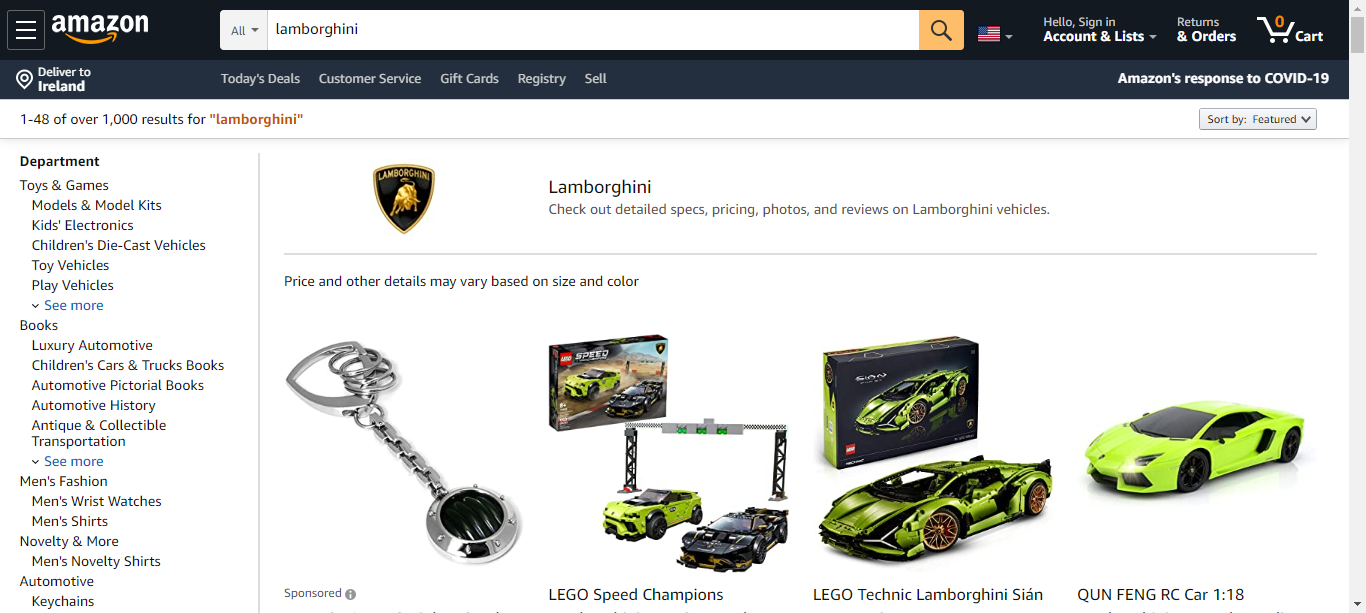 amazon
All
lamborghini
Hello, Sign in
Account & Lists
Returns
& Orders
0
Cart
Deliver to
Ireland
Today's Deals
Customer Service
Gift Cards
Registry
Sell
Amazon's response to COVID-19
1-48 of over 1,000 results for "lamborghini"
Sort by: Featured
Department
Toys & Games
Models & Model Kits
Kids' Electronics
Children's Die-Cast Vehicles
Toy Vehicles
Play Vehicles
See more
Books
Luxury Automotive
Children's Cars & Trucks Books
Automotive Pictorial Books
Automotive History
Antique & Collectible
Transportation
See more
Men's Fashion
Men's Wrist Watches
Men's Shirts
Novelty & More
Men's Novelty Shirts
Automotive
Keychains
LAMBORGHINI
Lamborghini
Check out detailed specs, pricing, photos, and reviews on Lamborghini vehicles.
Price and other details may vary based on size and color
LEGO
SPEED
SIÁN
LEGO
Sponsored
LEGO Speed Champions
LEGO Technic Lamborghini Sián
QUN FENG RC Car 1:18